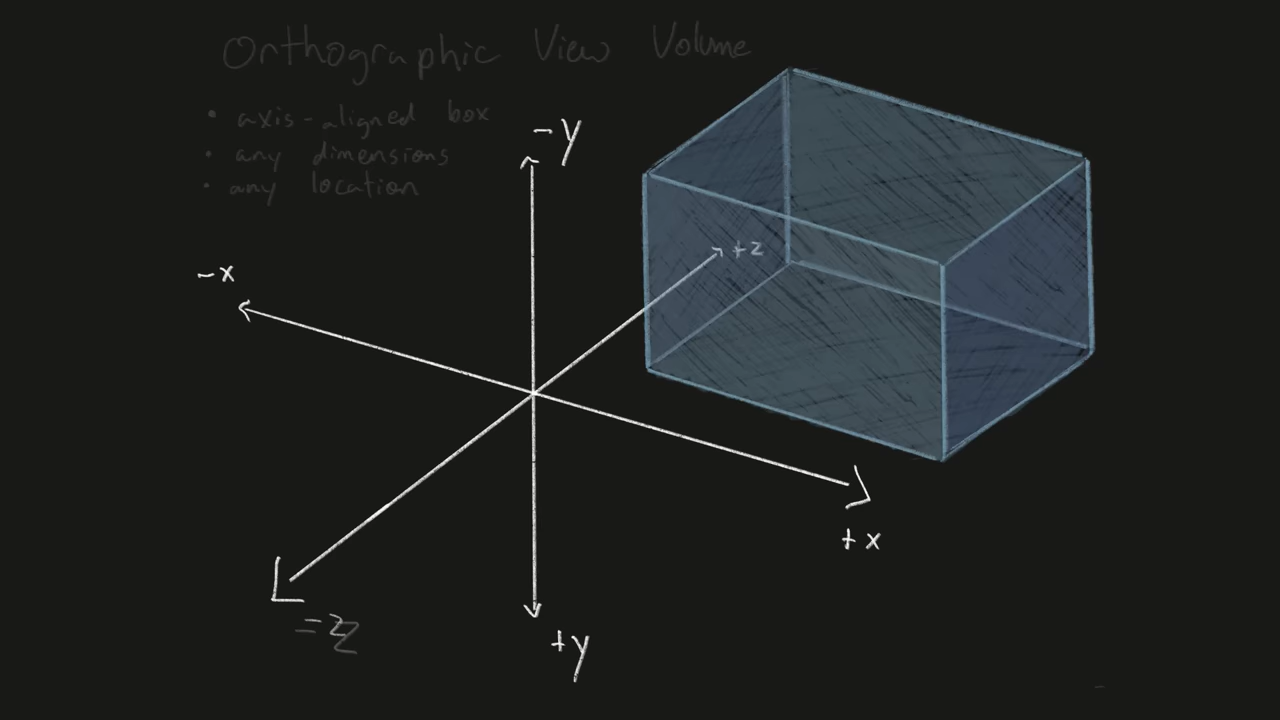 Orthographic View Volume
• axis-aligned box
• any dimensions
• any location
-y
-x
+z
+x
-z
+y